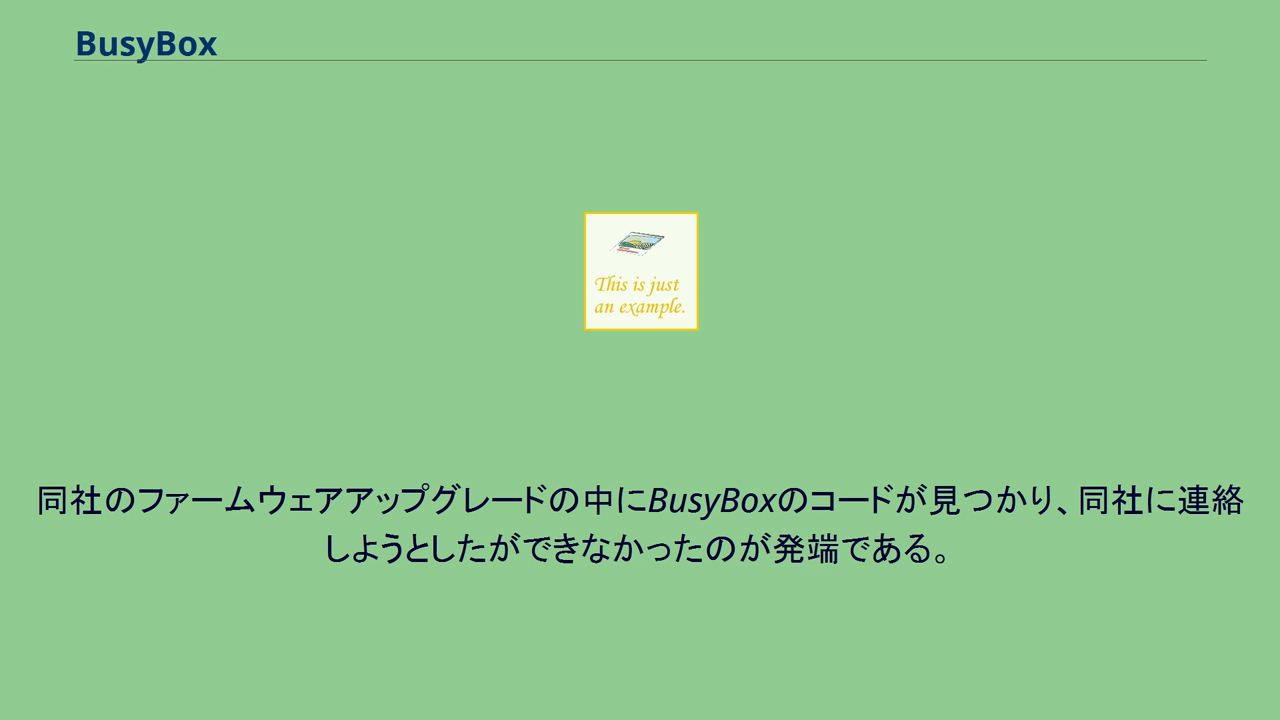 BusyBox
This is just
an example.
同社のファームウェアアップグレードの中にBusyBoxのコードが見つかり、同社に連絡
しようとしたができなかったのが発端である。